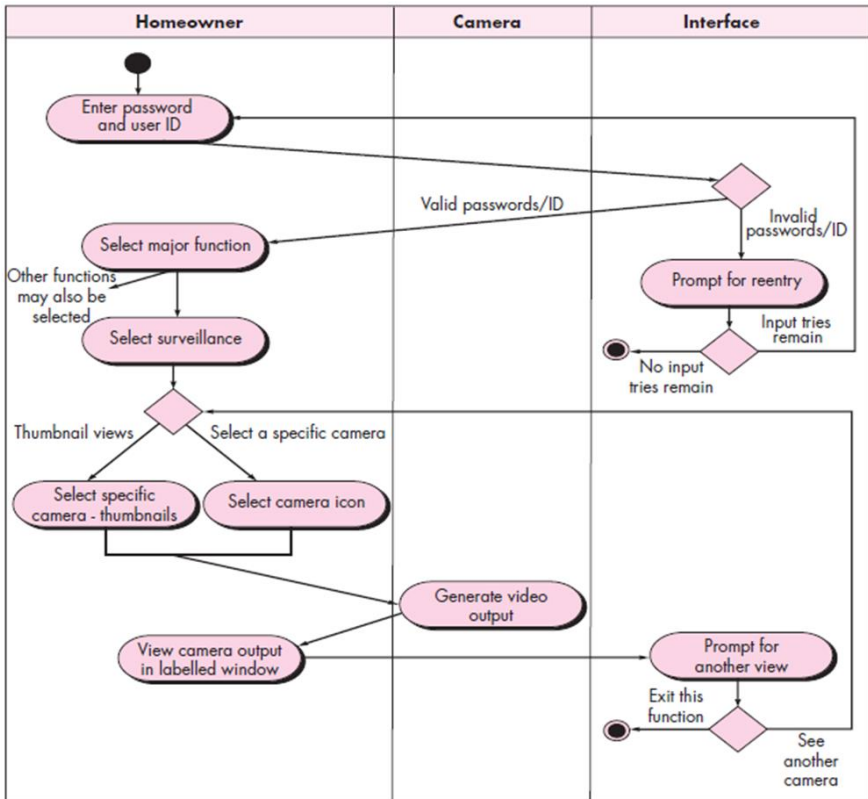 Homeowner
Camera
Interface
Enter password
and user ID
Valid passwords/ID
Invalid
passwords/ID
Select major function
Prompt for reentry
Other functions
may also be
selected
Input tries
remain
Select surveillance
No input
tries remain
Thumbnail views
Select a specific camera
Select specific
camera - thumbnails
Select camera icon
Generate video
output
View camera output
in labelled window
Prompt for
another view
Exit this
function
See
another
camera